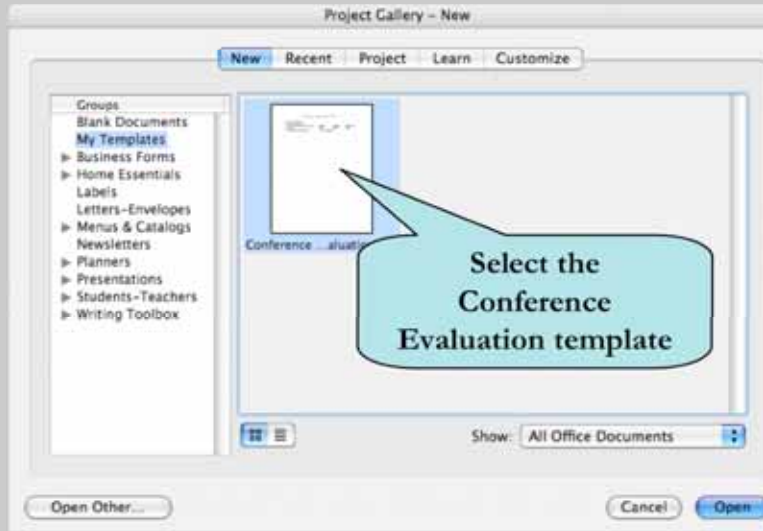 Project Gallery – New
New Recent Project Learn Customize
Groups
Blank Documents
My Templates
Business Forms
Home Essentials
Labels
Letters-Envelopes
Menus & Catalogs
Newsletters
Planners
Presentations
Students-Teachers
Writing Toolbox
Conference ...aluatio
Select the
Conference
Evaluation template
Show: All Office Documents
Open Other... Cancel Open